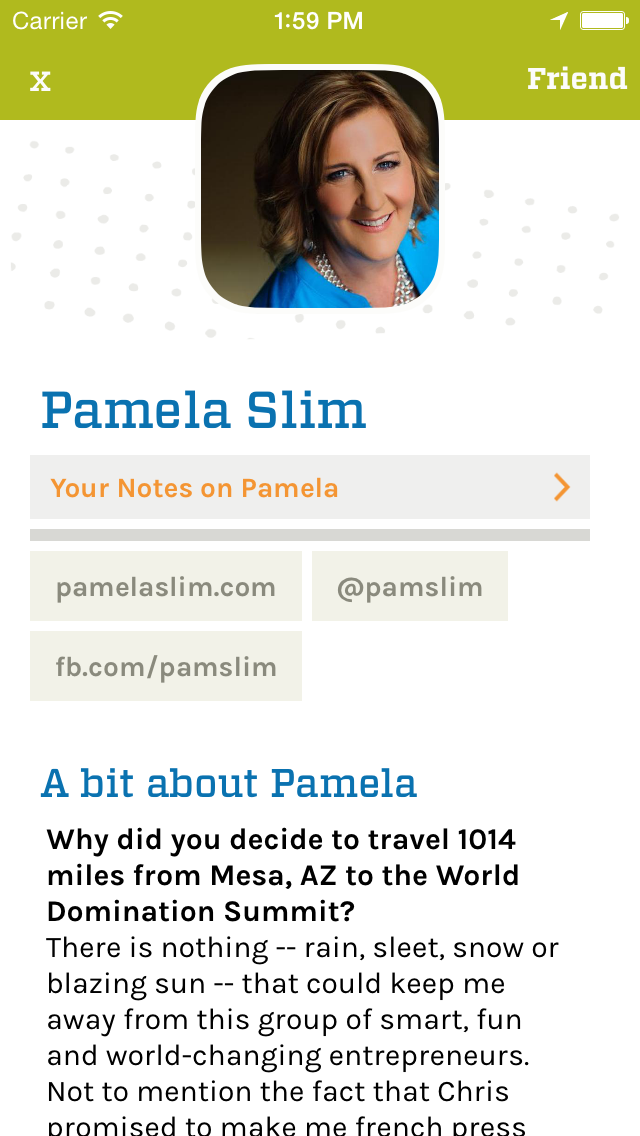 Carrier 1:59 PM
x Friend
Pamela Slim
Your Notes on Pamela
pamelaslim.com @pamslim
fb.com/pamslim
A bit about Pamela
Why did you decide to travel 1014
miles from Mesa, AZ to the World
Domination Summit?
There is nothing -- rain, sleet, snow or
blazing sun -- that could keep me
away from this group of smart, fun
and world-changing entrepreneurs.
Not to mention the fact that Chris
promised to make me french press